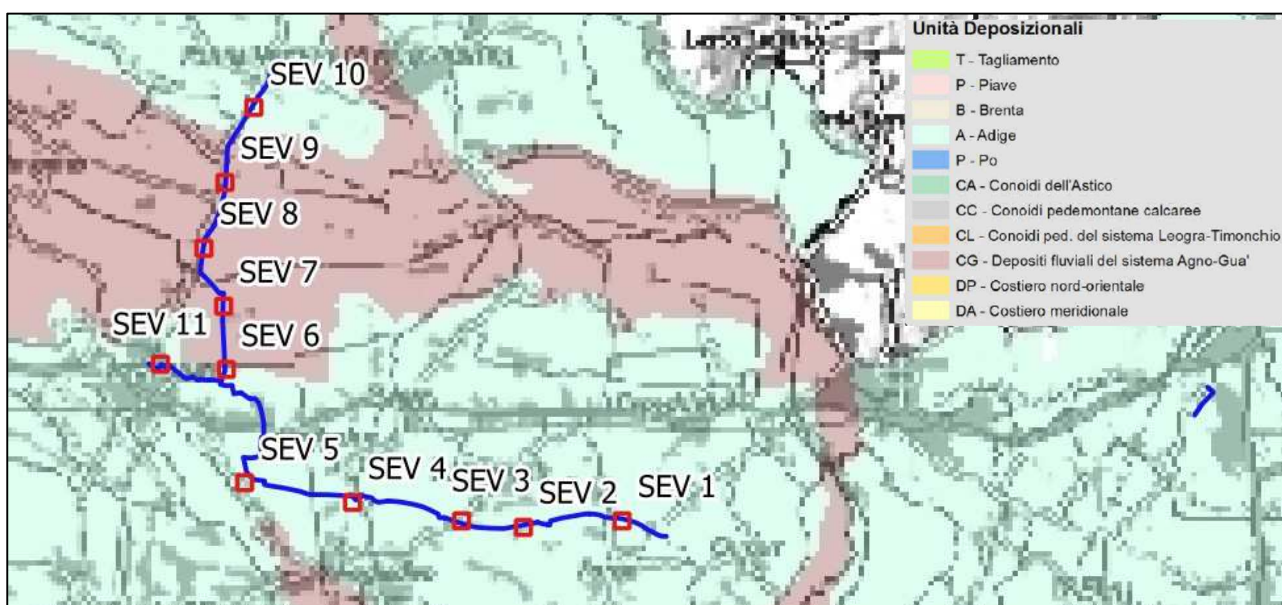 Unità Deposizionali
T - Tagliamento
P - Piave
B - Brenta
A - Adige
P - Po
CA - Conoidi dell'Astico
CC - Conoidi pedemontane calcaree
CL - Conoidi ped. del sistema Leogra-Timonchio
CG - Depositi fluviali del sistema Agno-Gua'
DP - Costiero nord-orientale
DA - Costiero meridionale
SEV 10
SEV 9
SEV 8
SEV 7
SEV 11
SEV 6
SEV 5
SEV 4
SEV 3
SEV 2
SEV 1